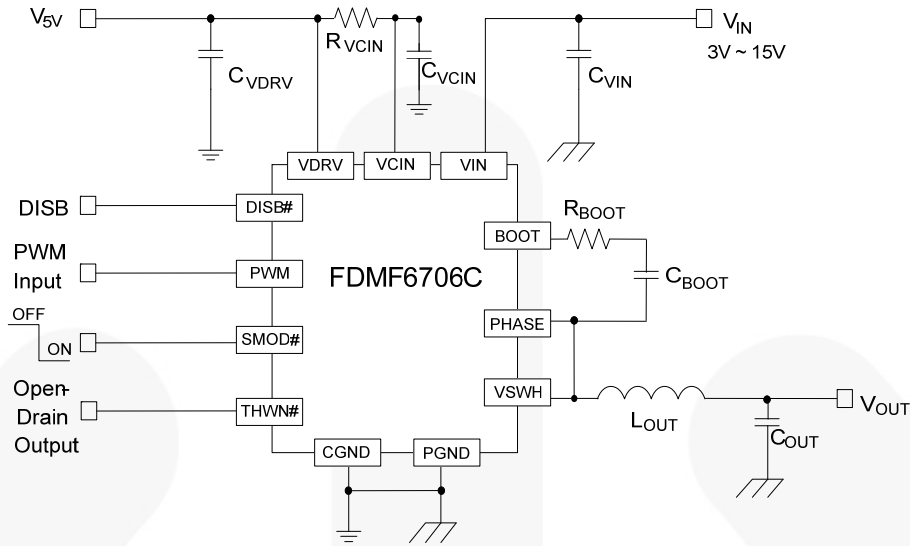 V5V
RVCIN
CVDRV
CVCIN
CVIN
VIN
3V ~ 15V
VDRV
VCIN
VIN
DISB
DISB#
BOOT
RBOOT
PWM
Input
PWM
FDMF6706C
CBOOT
OFF
ON
SMOD#
PHASE
VSWH
Open-
Drain
Output
THWN#
LOUT
VOUT
COUT
CGND
PGND